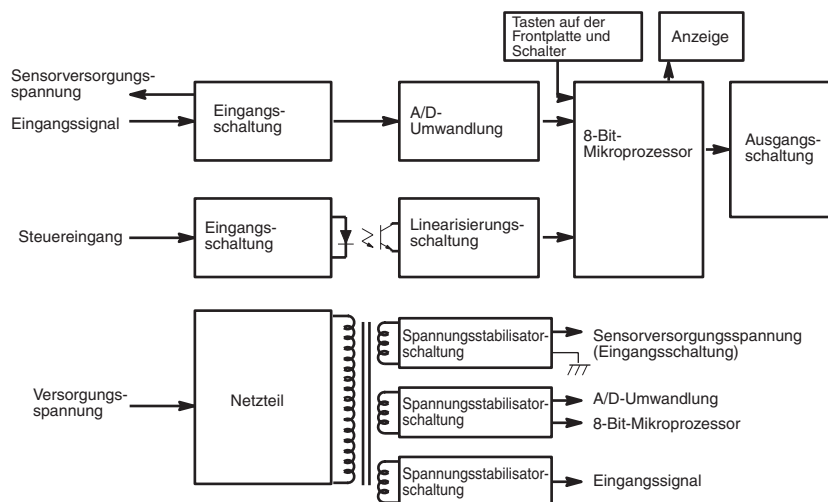 Tasten auf der
Frontplatte und
Schalter
Anzeige
Sensorversorgungs-
spannung
Eingangssignal
Eingangs-
schaltung
A/D-
Umwandlung
8-Bit-
Mikroprozessor
Ausgangs-
schaltung
Steuereingang
Eingangs-
schaltung
Linearisierungs-
schaltung
Versorgungs-
spannung
Netzteil
Spannungsstabilisator-
schaltung
Sensorversorgungsspannung
(Eingangsschaltung)
Spannungsstabilisator-
schaltung
A/D-Umwandlung
8-Bit-Mikroprozessor
Spannungsstabilisator-
schaltung
Eingangssignal